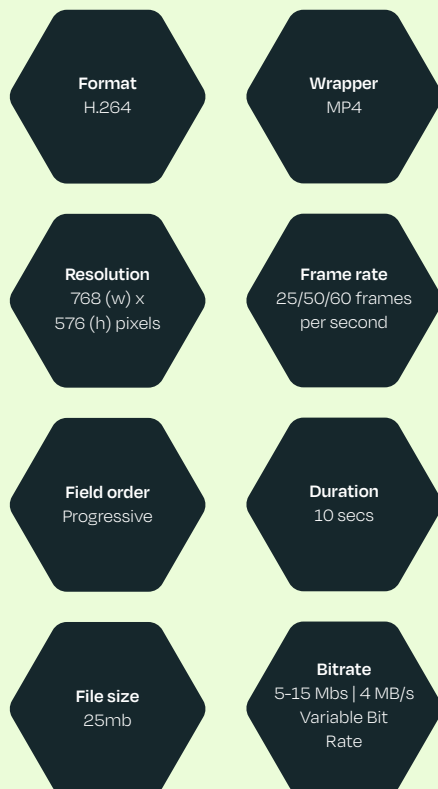 Format
H.264
Wrapper
MP4
Resolution
768 (w) x
576 (h) pixels
Frame rate
25/50/60 frames
per second
Field order
Progressive
Duration
10 secs
File size
25mb
Bitrate
5-15 Mbs | 4 MB/s
Variable Bit
Rate